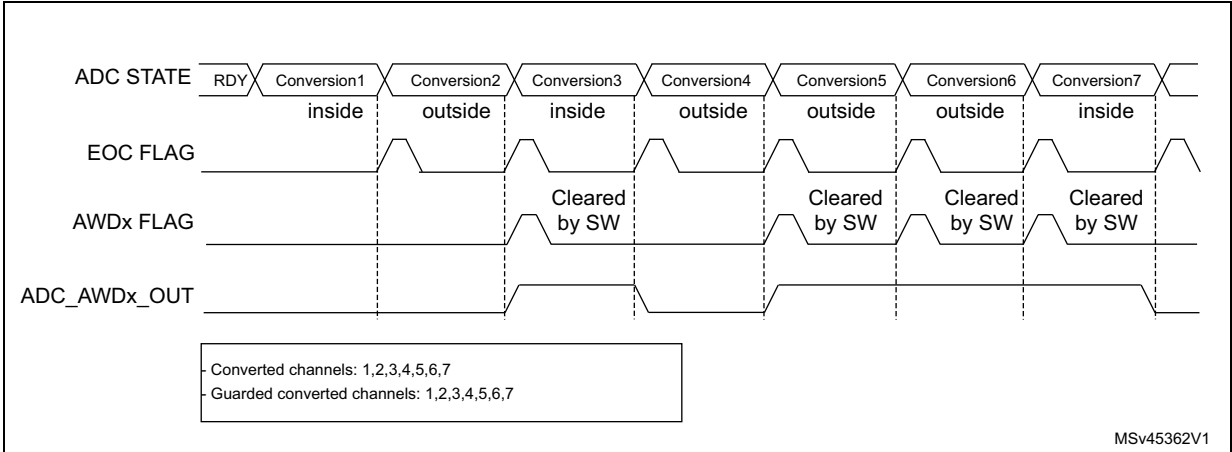 ADC STATE RDY Conversion1 Conversion2 Conversion3 Conversion4 Conversion5 Conversion6 Conversion7
inside outside inside outside outside outside inside
EOC FLAG
Cleared Cleared Cleared Cleared
AWDx FLAG by SW by SW by SW by SW
ADC_AWDx_OUT
- Converted channels: 1,2,3,4,5,6,7
- Guarded converted channels: 1,2,3,4,5,6,7
MSv45362V1